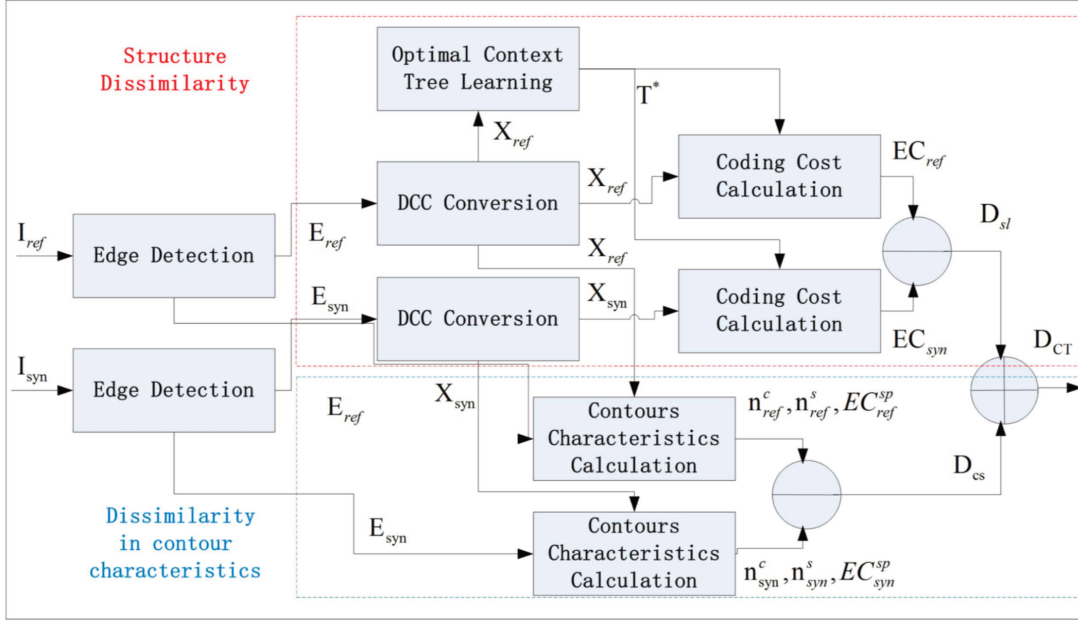 Structure
Dissimilarity
Optimal Context
Tree Learning
T*
X_ref
DCC Conversion
X_ref
Coding Cost
Calculation
EC_ref
I_ref
Edge Detection
E_ref
X_ref
D_sl
E_syn
DCC Conversion
X_syn
Coding Cost
Calculation
EC_syn
D_CT
I_syn
Edge Detection
X_syn
E_ref
Contours
Characteristics
Calculation
n^c_ref, n^s_ref, EC^sp_ref
D_cs
Dissimilarity
in contour
characteristics
E_syn
Contours
Characteristics
Calculation
n^c_syn, n^s_syn, EC^sp_syn